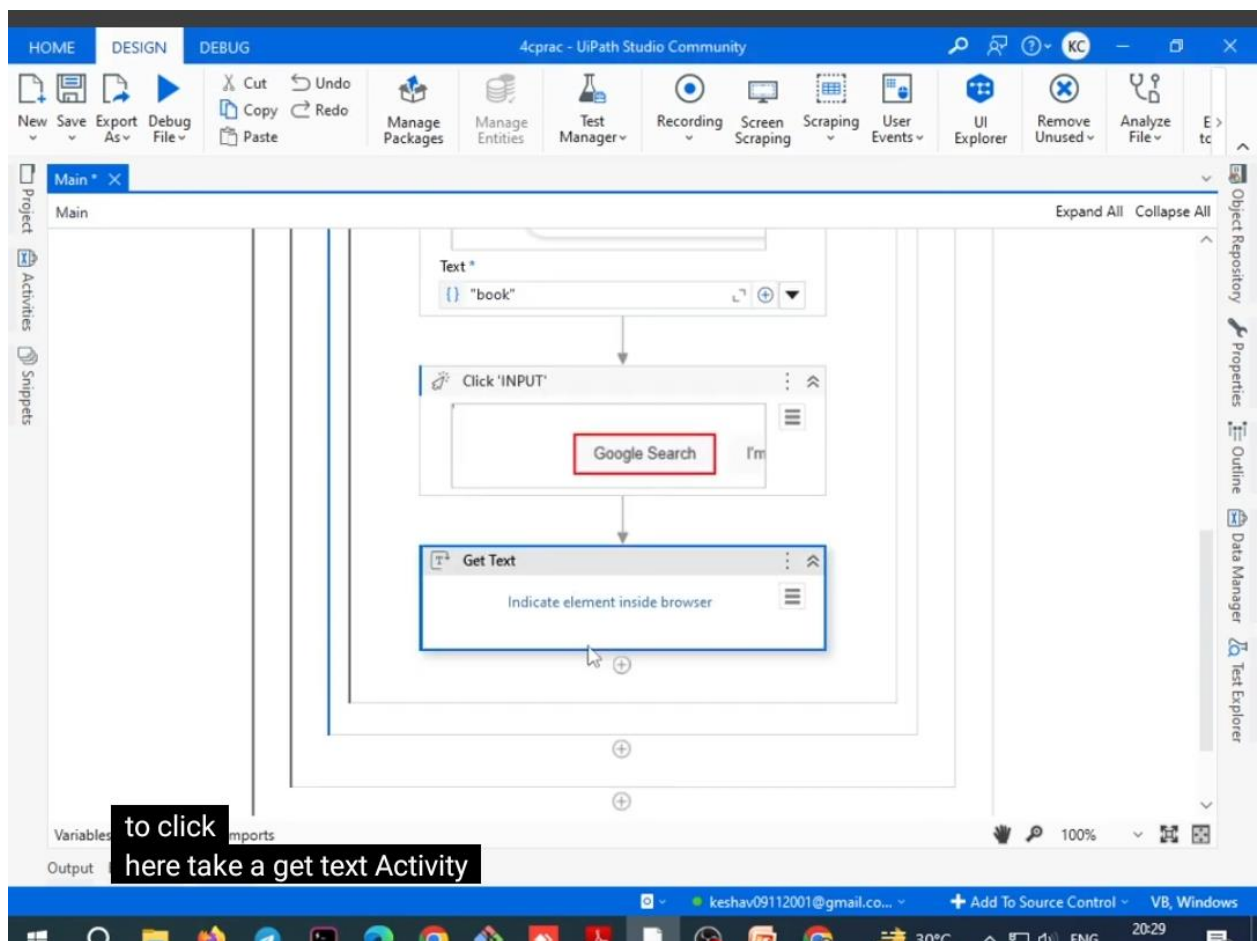 HOME DESIGN DEBUG 4cprac - UiPath Studio Community KC
Cut Undo
Copy Redo
Paste
New Save Export As Debug File Manage Packages Manage Entities Test Manager Recording Screen Scraping Scraping User Events UI Explorer Remove Unused Analyze File
Main *
Main Expand All Collapse All
Project
Activities
Snippets
Object Repository
Properties
Outline
Data Manager
Test Explorer
Text *
{} "book"
Click 'INPUT'
Google Search I'm
Get Text
Indicate element inside browser
Variables mports 100%
Output
to click
here take a get text Activity
keshav09112001@gmail.co... Add To Source Control VB, Windows
30°C ENG 20:29